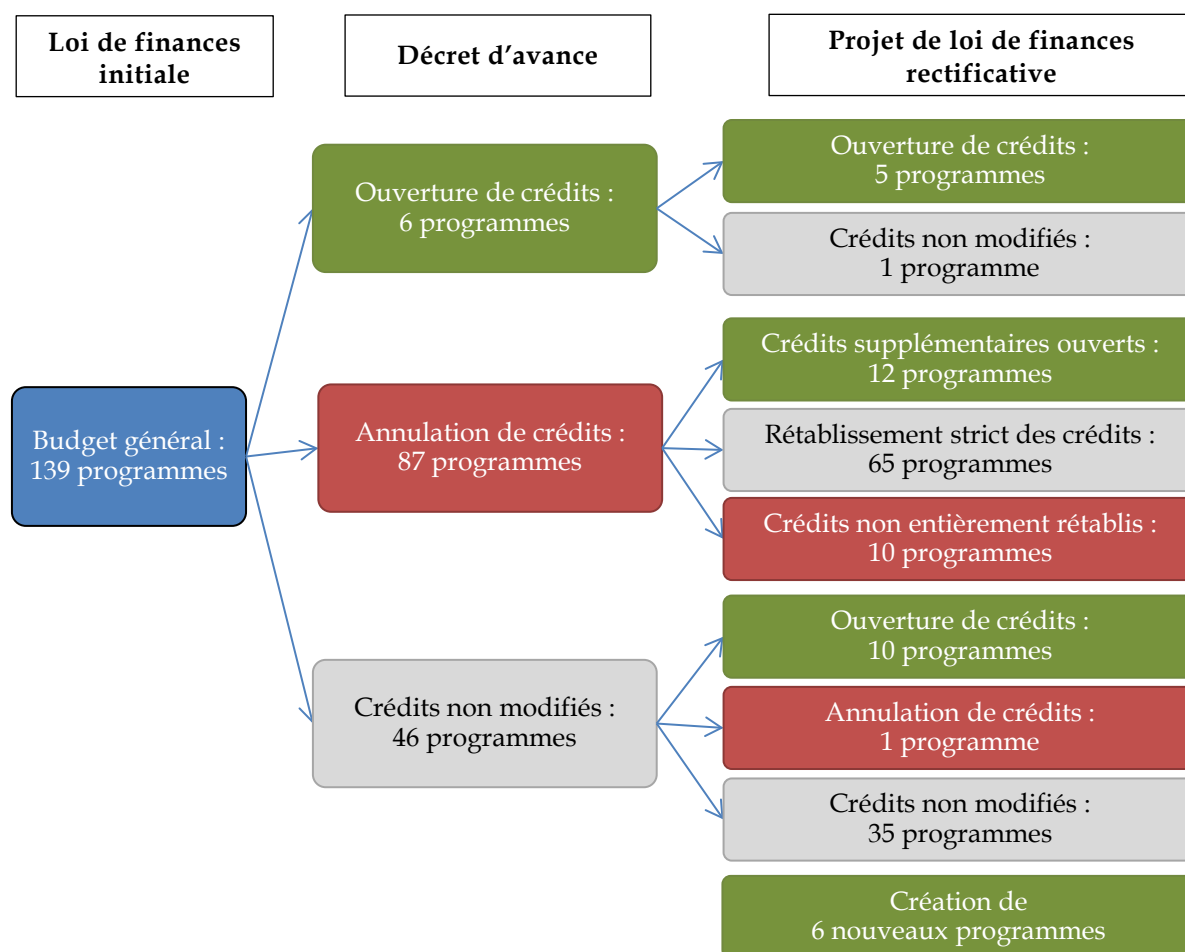 Loi de finances
initiale
Décret d’avance
Projet de loi de finances
rectificative
Budget général :
139 programmes
Ouverture de crédits :
6 programmes
Ouverture de crédits :
5 programmes
Crédits non modifiés :
1 programme
Annulation de crédits :
87 programmes
Crédits supplémentaires ouverts :
12 programmes
Rétablissement strict des crédits :
65 programmes
Crédits non entièrement rétablis :
10 programmes
Crédits non modifiés :
46 programmes
Ouverture de crédits :
10 programmes
Annulation de crédits :
1 programme
Crédits non modifiés :
35 programmes
Création de
6 nouveaux programmes